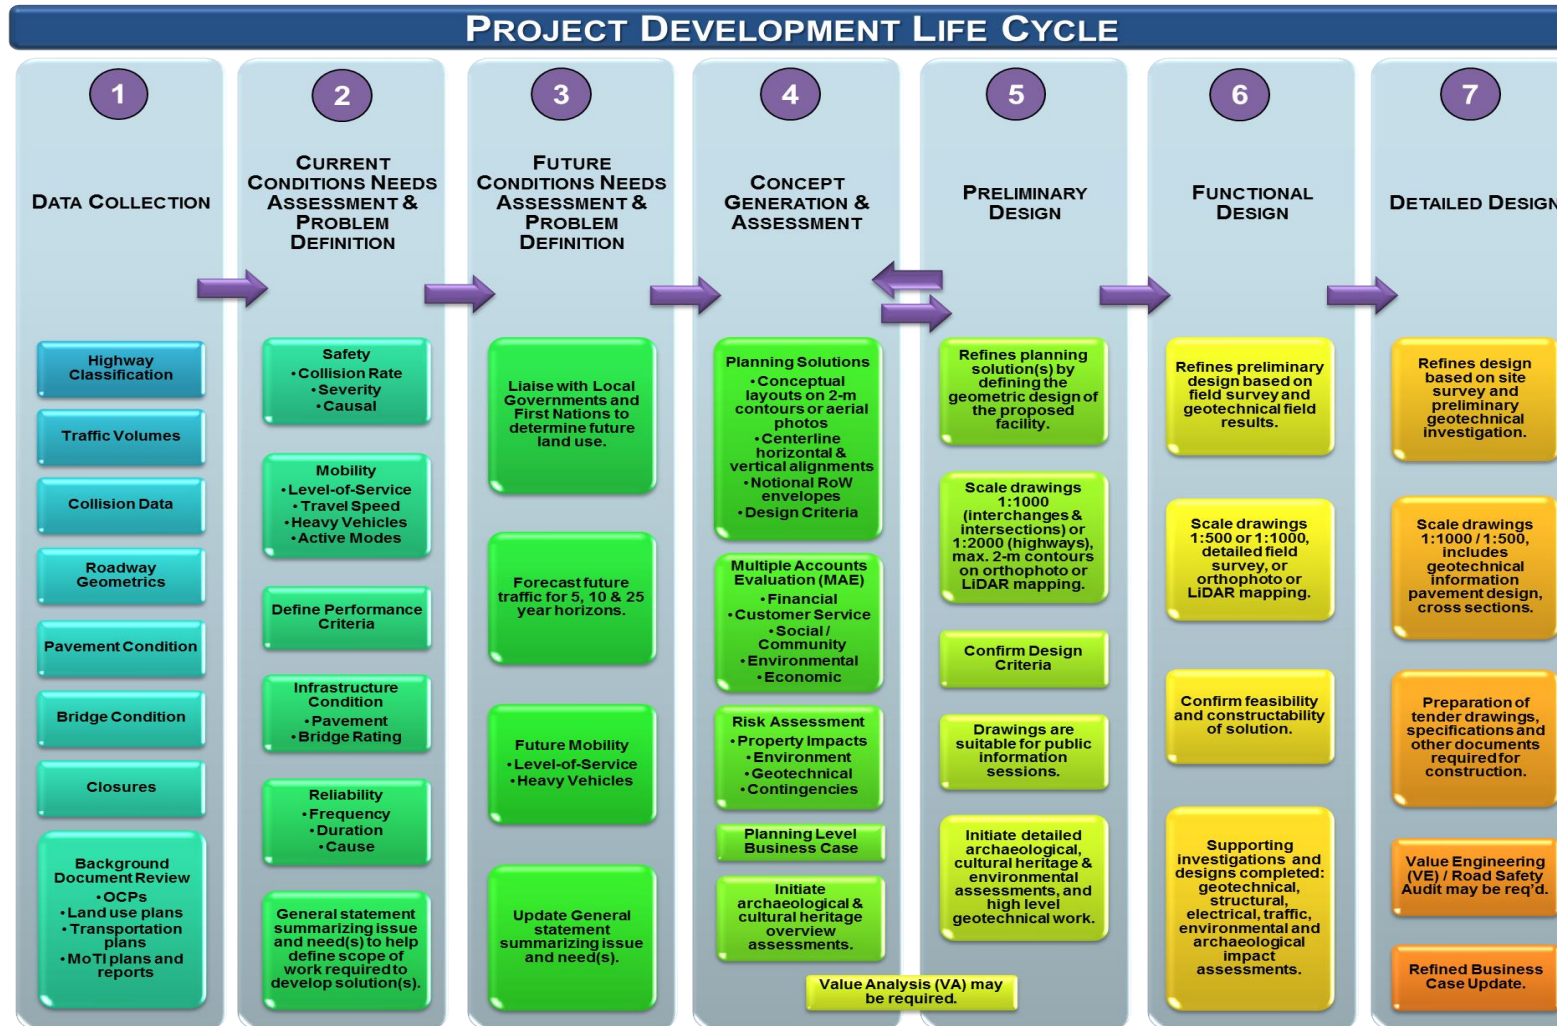 PROJECT DEVELOPMENT LIFE CYCLE
1
DATA COLLECTION
Highway
Classification
Traffic Volumes
Collision Data
Roadway
Geometrics
Pavement Condition
Bridge Condition
Closures
Background
Document Review
•OCPs
•Land use plans
•Transportation
plans
•MoTI plans and
reports
2
CURRENT
CONDITIONS NEEDS
ASSESSMENT &
PROBLEM
DEFINITION
Safety
•Collision Rate
•Severity
•Causal
Mobility
•Level-of-Service
•Travel Speed
•Heavy Vehicles
•Active Modes
Define Performance
Criteria
Infrastructure
Condition
•Pavement
•Bridge Rating
Reliability
•Frequency
•Duration
•Cause
General statement
summarizing issue
and need(s) to help
define scope of
work required to
develop solution(s).
3
FUTURE
CONDITIONS NEEDS
ASSESSMENT &
PROBLEM
DEFINITION
Liaise with Local
Governments and
First Nations to
determine future
land use.
Forecast future
traffic for 5, 10 & 25
year horizons.
Future Mobility
•Level-of-Service
•Heavy Vehicles
Update General
statement
summarizing issue
and need(s).
4
CONCEPT
GENERATION &
ASSESSMENT
Planning Solutions
•Conceptual
layouts on 2-m
contours or aerial
photos
•Centerline
horizontal &
vertical alignments
•Notional RoW
envelopes
•Design Criteria
Multiple Accounts
Evaluation (MAE)
•Financial
•Customer Service
•Social /
Community
•Environmental
•Economic
Risk Assessment
•Property Impacts
•Environment
•Geotechnical
•Contingencies
Planning Level
Business Case
Initiate
archaeological &
cultural heritage
overview
assessments.
Value Analysis (VA) may
be required.
5
PRELIMINARY
DESIGN
Refines planning
solution(s) by
defining the
geometric design of
the proposed
facility.
Scale drawings
1:1000
(interchanges &
intersections) or
1:2000 (highways),
max. 2-m contours
on orthophoto or
LiDAR mapping.
Confirm Design
Criteria
Drawings are
suitable for public
information
sessions.
Initiate detailed
archaeological,
cultural heritage &
environmental
assessments, and
high level
geotechnical work.
6
FUNCTIONAL
DESIGN
Refines preliminary
design based on
field survey and
geotechnical field
results.
Scale drawings
1:500 or 1:1000,
detailed field
survey, or
orthophoto or
LiDAR mapping.
Confirm feasibility
and constructability
of solution.
Supporting
investigations and
designs completed:
geotechnical,
structural,
electrical, traffic,
environmental and
archaeological
impact
assessments.
7
DETAILED DESIGN
Refines design
based on site
survey and
preliminary
geotechnical
investigation.
Scale drawings
1:1000 / 1:500,
includes
geotechnical
information
pavement design,
cross sections.
Preparation of
tender drawings,
specifications and
other documents
required for
construction.
Value Engineering
(VE) / Road Safety
Audit may be req'd.
Refined Business
Case Update.